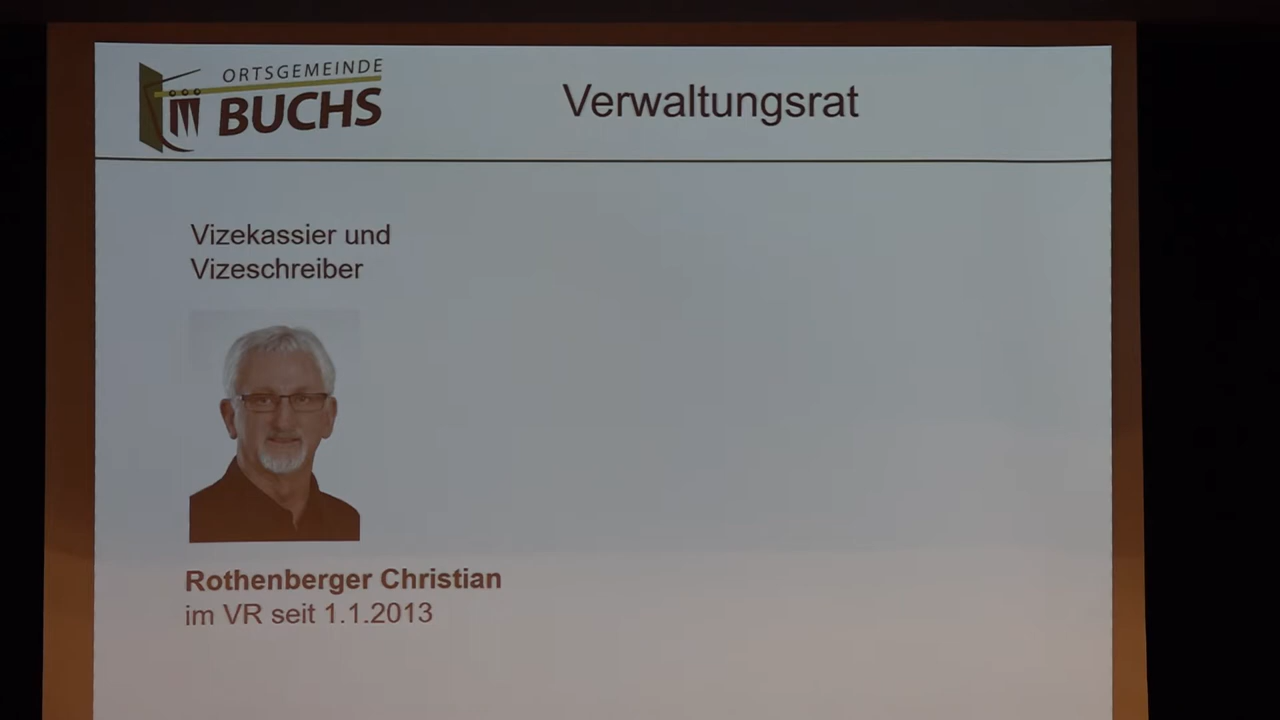 ORTSGEMEINDE
BUCHS
Verwaltungsrat
Vizekassier und
Vizeschreiber
Rothenberger Christian
im VR seit 1.1.2013